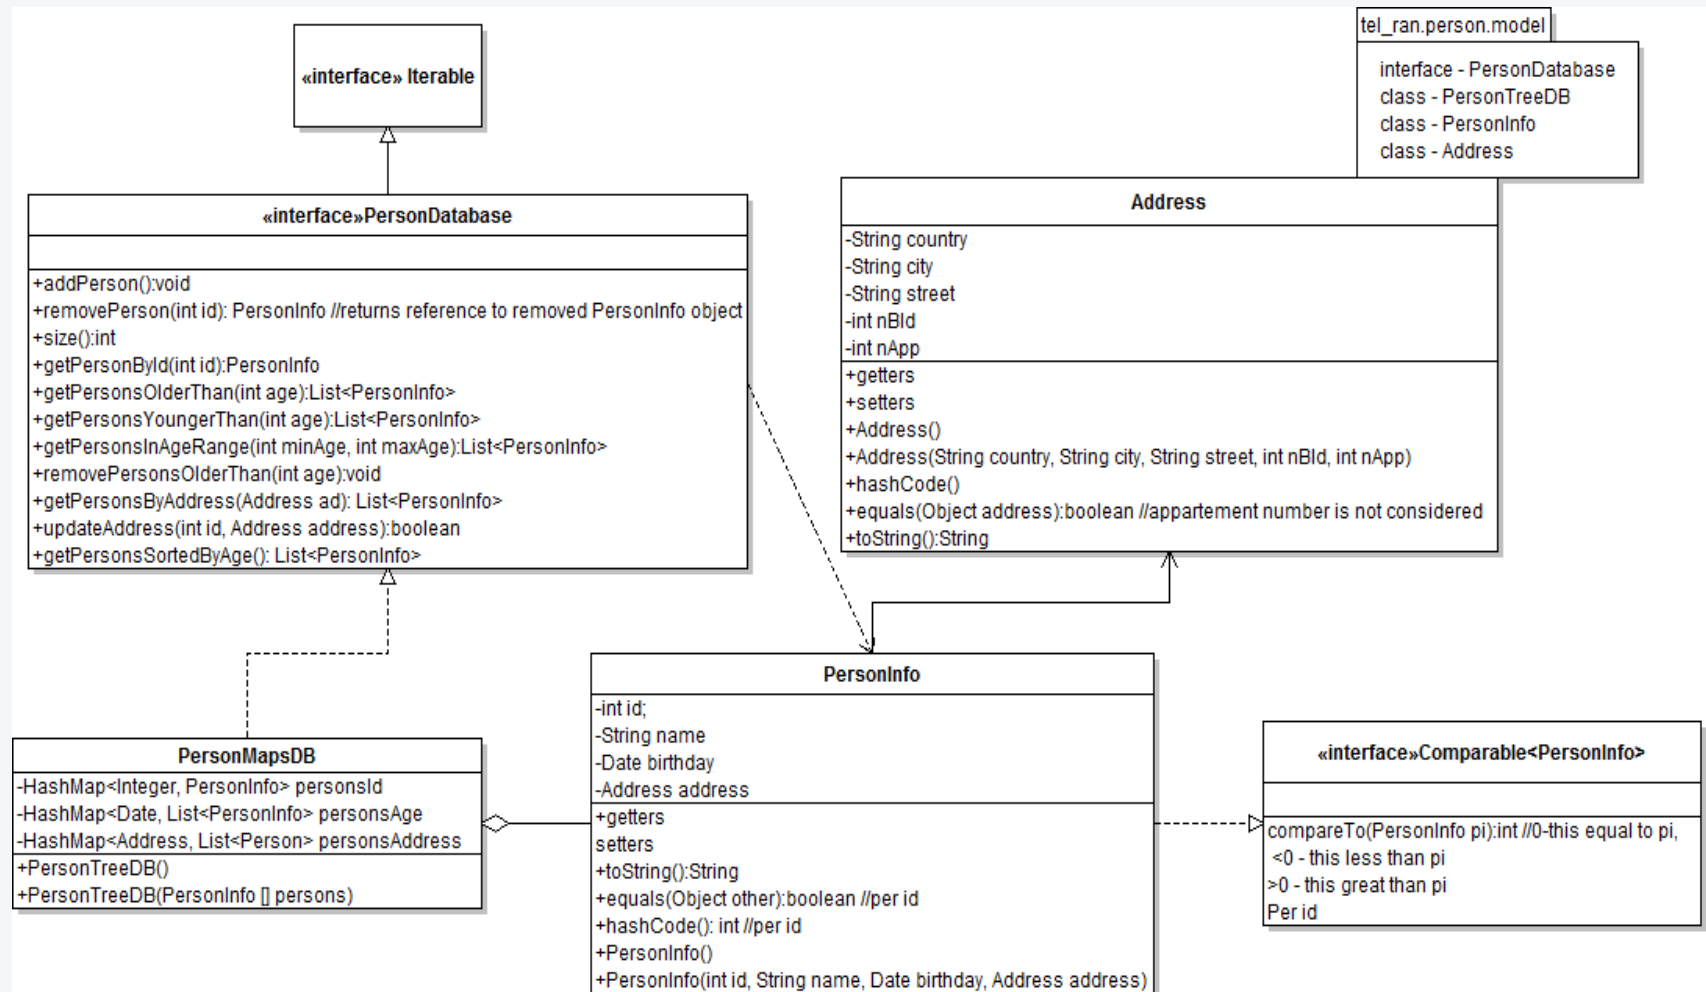 «interface» Iterable
«interface»PersonDatabase
+addPerson():void
+removePerson(int id): PersonInfo //returns reference to removed PersonInfo object
+size():int
+getPersonById(int id):PersonInfo
+getPersonsOlderThan(int age):List<PersonInfo>
+getPersonsYoungerThan(int age):List<PersonInfo>
+getPersonsInAgeRange(int minAge, int maxAge):List<PersonInfo>
+removePersonsOlderThan(int age):void
+getPersonsByAddress(Address ad): List<PersonInfo>
+updateAddress(int id, Address address):boolean
+getPersonsSortedByAge(): List<PersonInfo>
tel_ran.person.model
interface - PersonDatabase
class - PersonTreeDB
class - PersonInfo
class - Address
Address
-String country
-String city
-String street
-int nBld
-int nApp
+getters
+setters
+Address()
+Address(String country, String city, String street, int nBld, int nApp)
+hashCode()
+equals(Object address):boolean //appartement number is not considered
+toString():String
PersonMapsDB
-HashMap<Integer, PersonInfo> personsId
-HashMap<Date, List<PersonInfo> personsAge
-HashMap<Address, List<Person> personsAddress
+PersonTreeDB()
+PersonTreeDB(PersonInfo [] persons)
PersonInfo
-int id;
-String name
-Date birthday
-Address address
+getters
setters
+toString():String
+equals(Object other):boolean //per id
+hashCode(): int //per id
+PersonInfo()
+PersonInfo(int id, String name, Date birthday, Address address)
«interface»Comparable<PersonInfo>
compareTo(PersonInfo pi):int //0-this equal to pi,
<0 - this less than pi
>0 - this great than pi
Per id